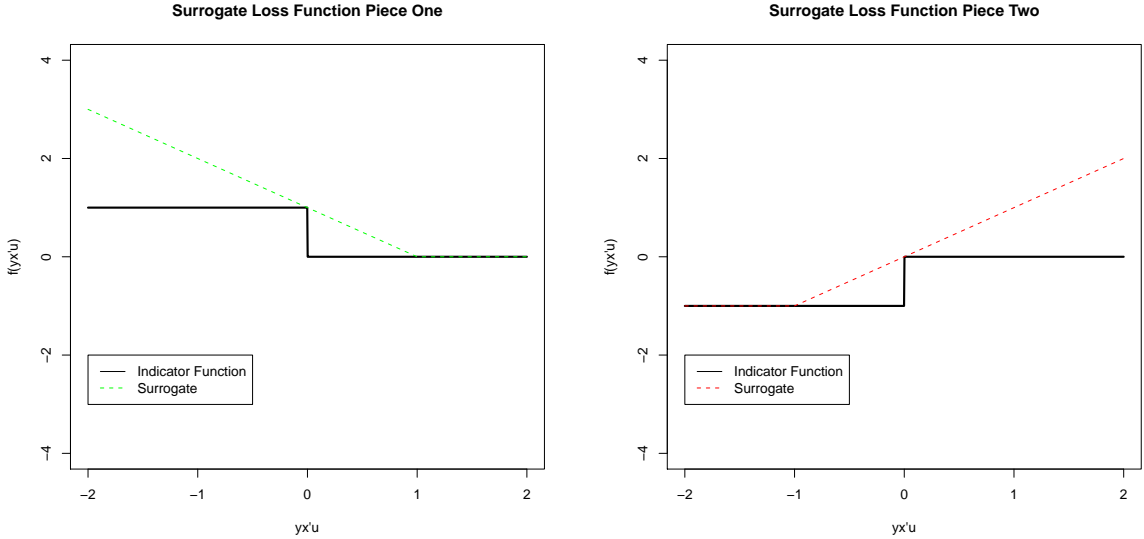 Surrogate Loss Function Piece One
f(yx'u)
4
2
0
−2
−4
Indicator Function
Surrogate
−2 −1 0 1 2
yx'u
Surrogate Loss Function Piece Two
f(yx'u)
4
2
0
−2
−4
Indicator Function
Surrogate
−2 −1 0 1 2
yx'u